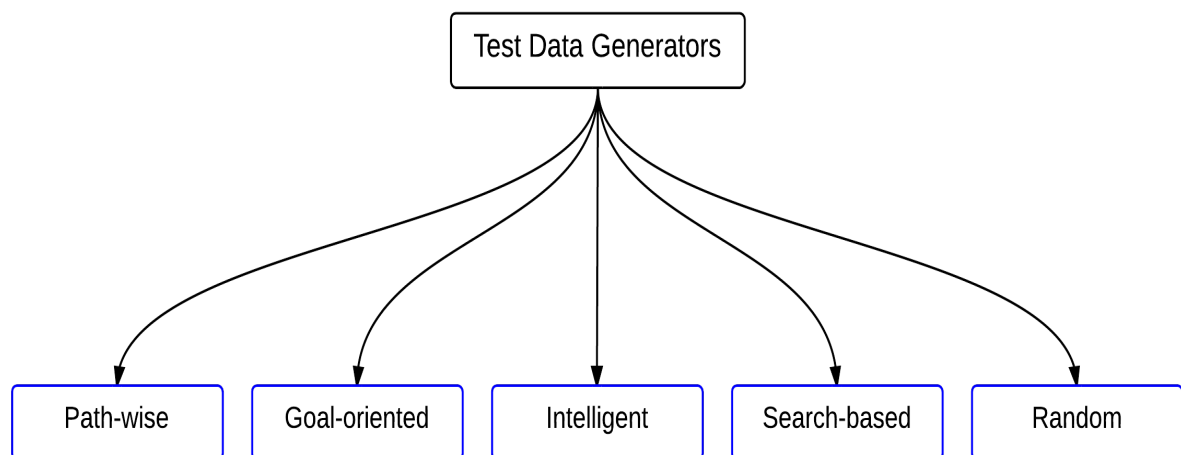 Test Data Generators
Path-wise
Goal-oriented
Intelligent
Search-based
Random